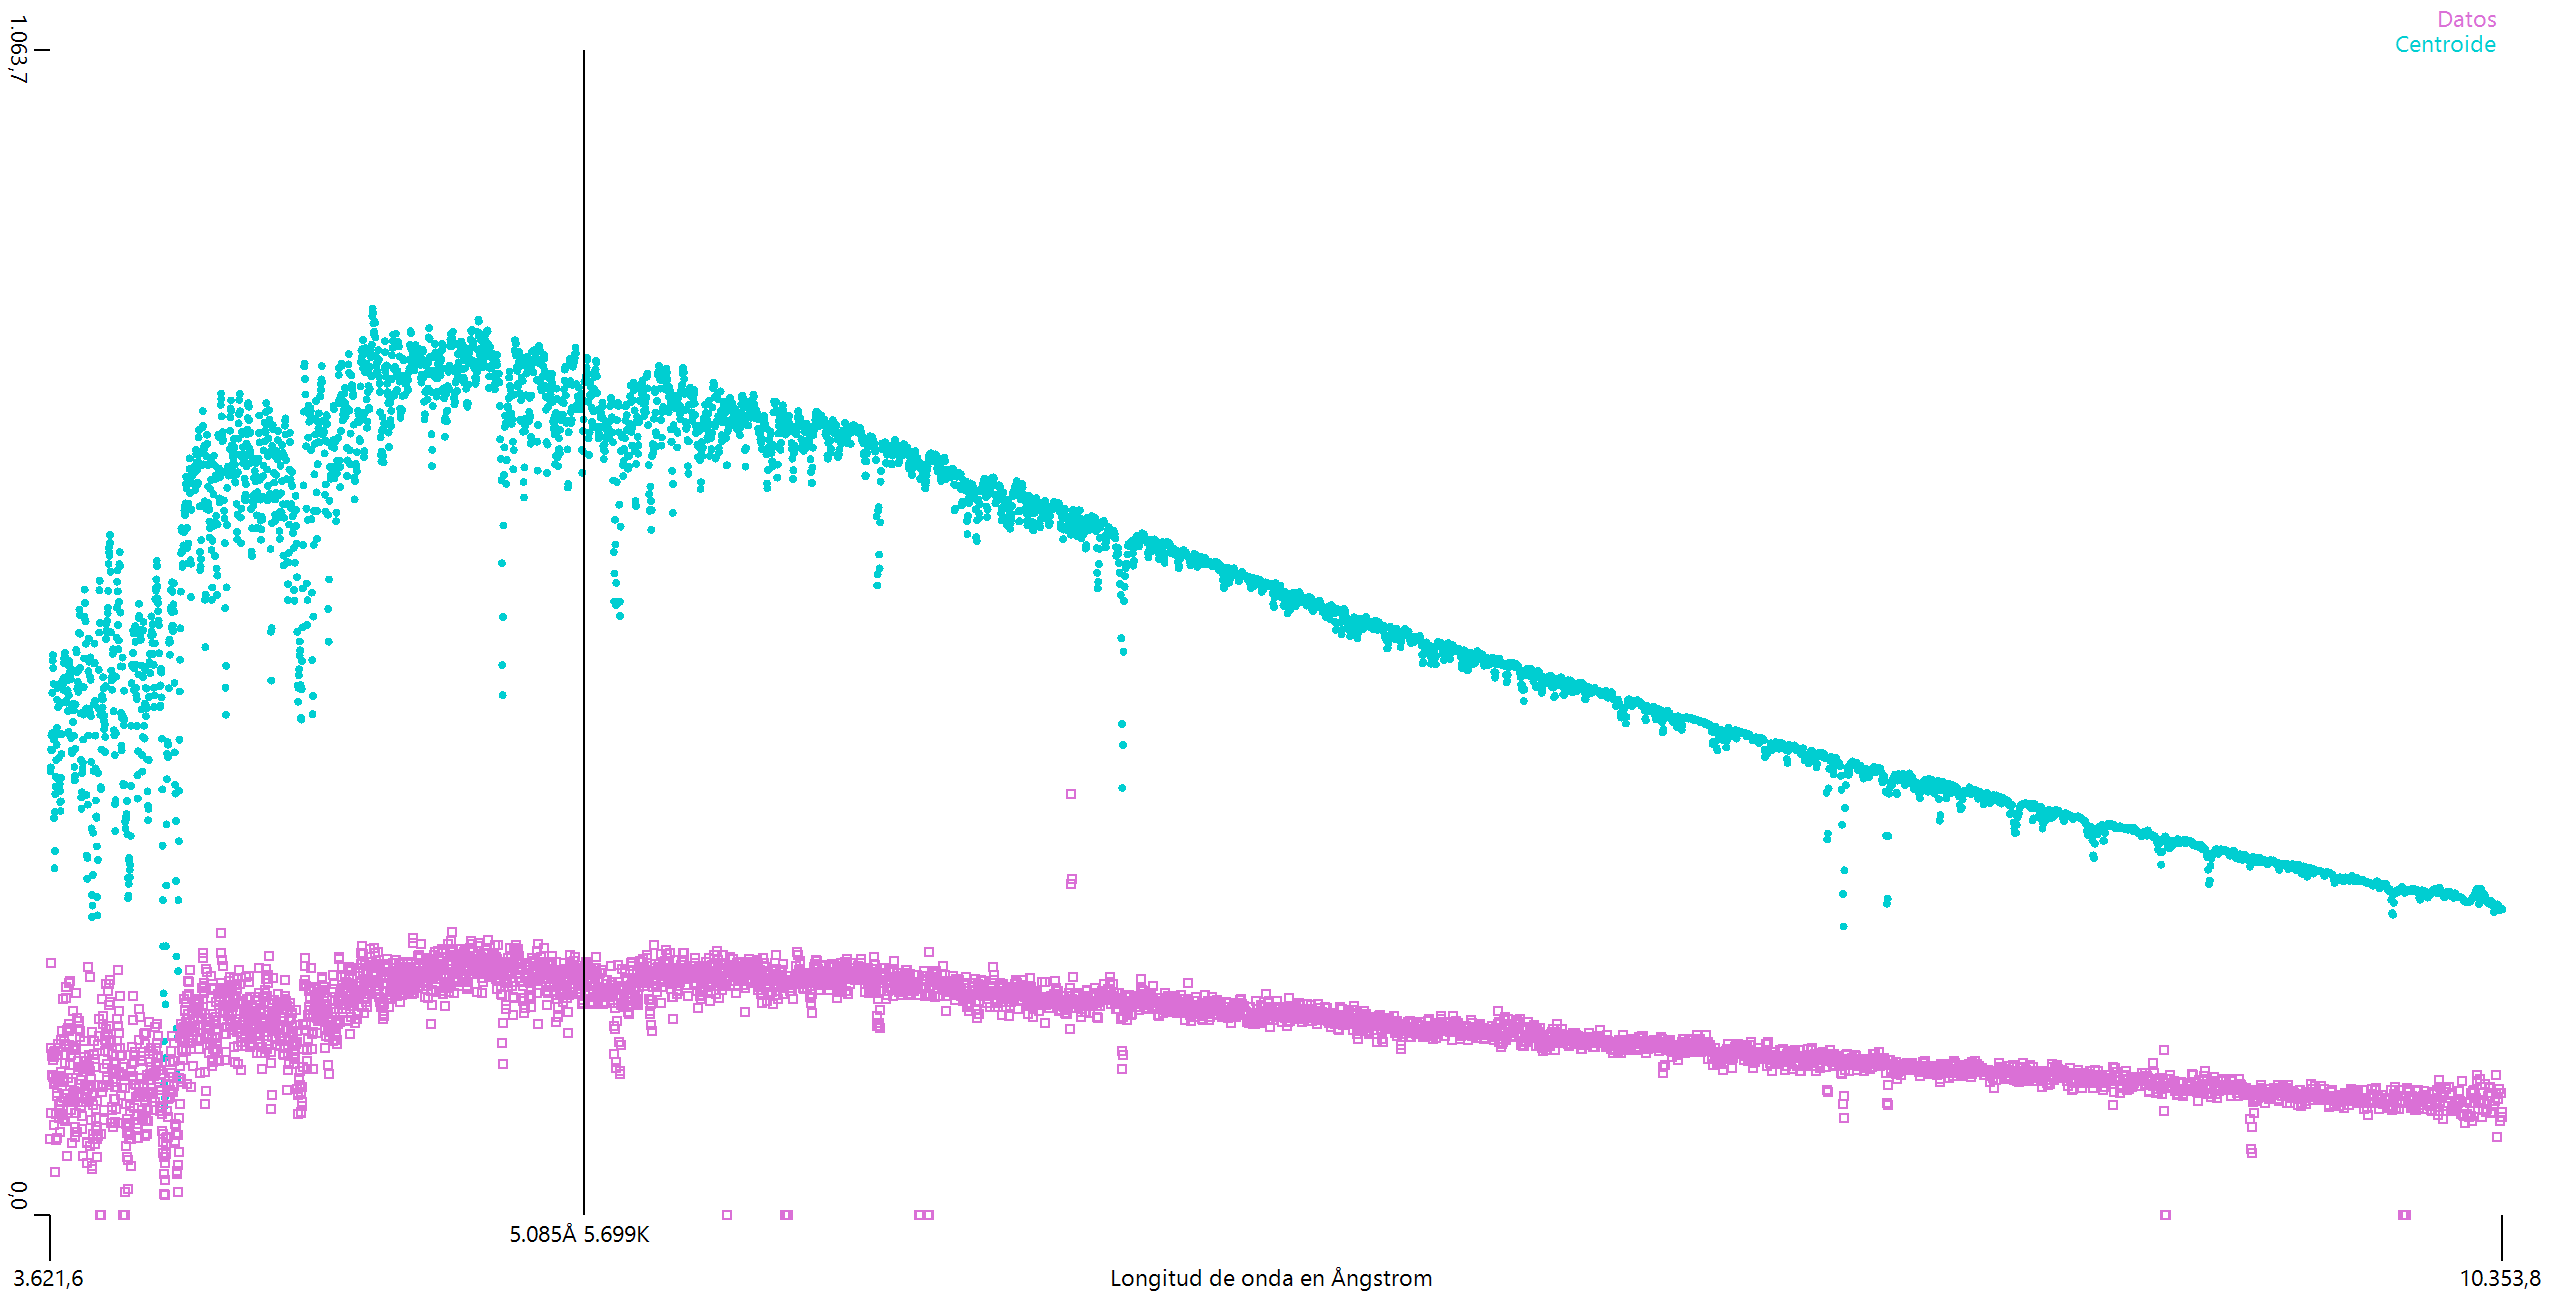 Datos
Centroide
1.063,7
0,0
5.085Å 5.699K
3.621,6
Longitud de onda en Ångstrom
10.353,8